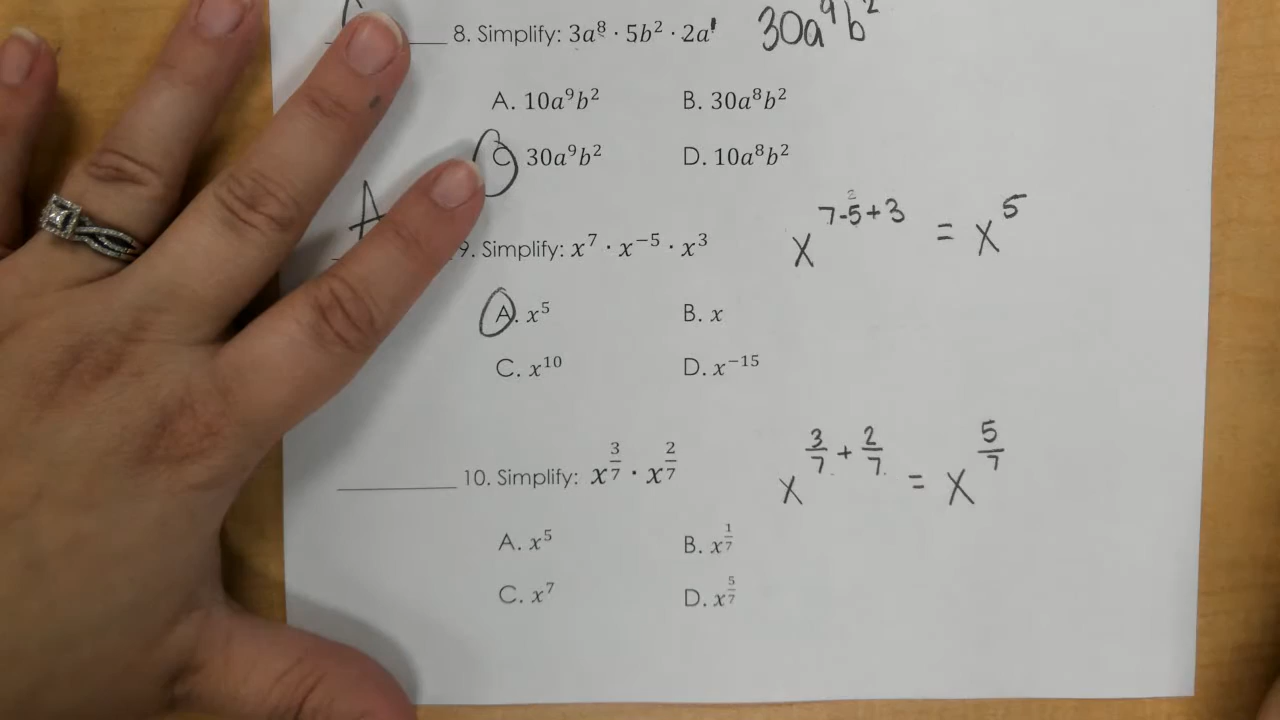 8. Simplify: 3a⁸ · 5b² · 2a¹ 30a⁹b²
A. 10a⁹b² B. 30a⁸b²
C. 30a⁹b² D. 10a⁸b²
A
2
9. Simplify: x⁷ · x⁻⁵ · x³ x^(7-5+3) = x⁵
A. x⁵ B. x
C. x¹⁰ D. x⁻¹⁵
10. Simplify: x^(3/7) · x^(2/7) x^(3/7 + 2/7) = x^(5/7)
A. x⁵ B. x^(1/7)
C. x⁷ D. x^(5/7)